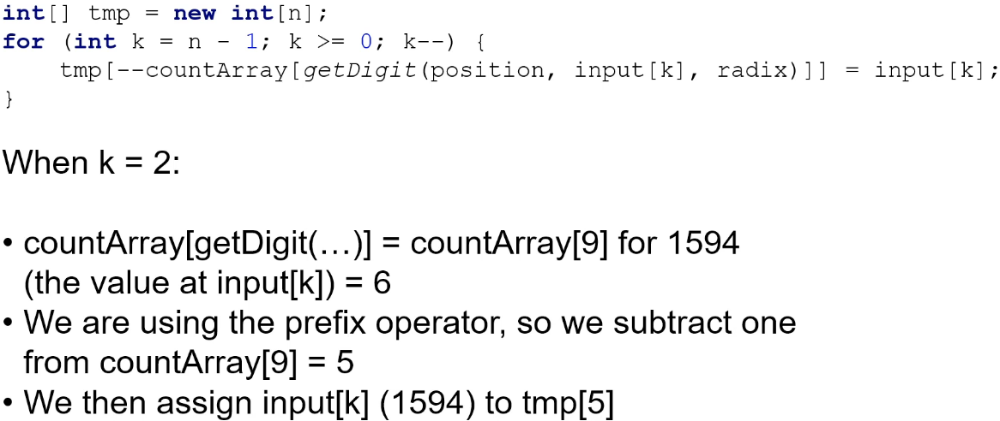 int[] tmp = new int[n];
for (int k = n - 1; k >= 0; k--) {
    tmp[--countArray[getDigit(position, input[k], radix)]] = input[k];
}
When k = 2:
• countArray[getDigit(…)] = countArray[9] for 1594
(the value at input[k]) = 6
• We are using the prefix operator, so we subtract one
from countArray[9] = 5
• We then assign input[k] (1594) to tmp[5]